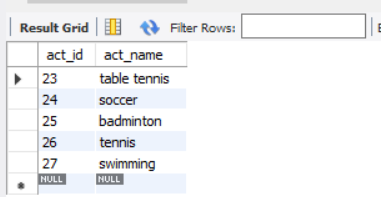 Result Grid Filter Rows:
act_id act_name
23 table tennis
24 soccer
25 badminton
26 tennis
27 swimming
NULL NULL